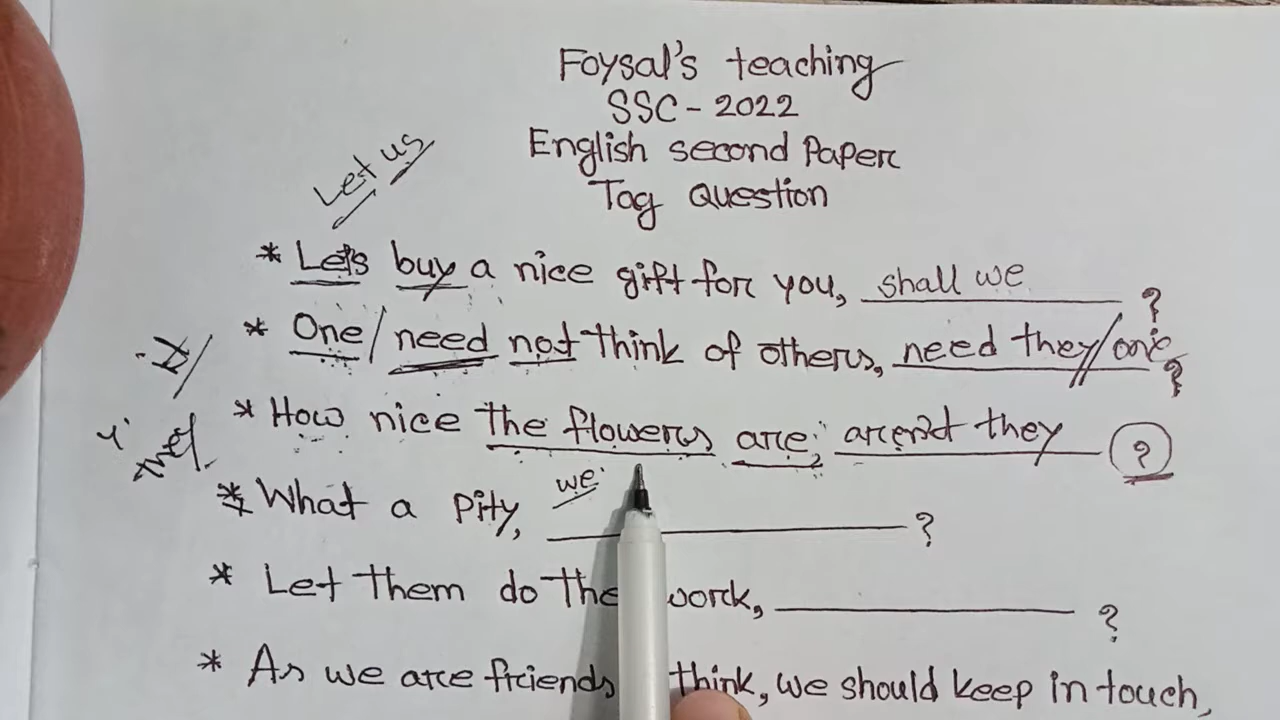 Foysal's teaching
SSC - 2022
English second Paper
Tag Question
Let us
* Let's buy a nice gift for you, shall we ?
* One / need not think of others, need they/one ?
* How nice the flowers are, aren't they ?
* What a pity, we ?
* Let them do the work, ?
* As we are friends think, we should keep in touch,